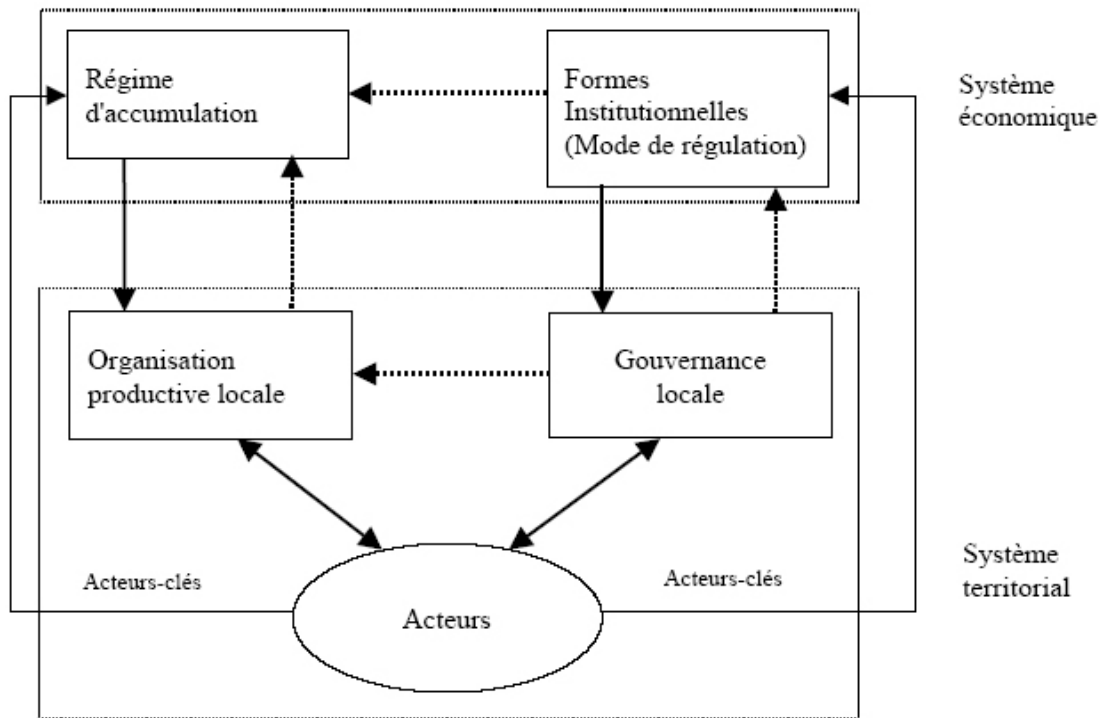 Régime
d'accumulation
Formes
Institutionnelles
(Mode de régulation)
Système
économique
Organisation
productive locale
Gouvernance
locale
Acteurs-clés
Acteurs
Acteurs-clés
Système
territorial